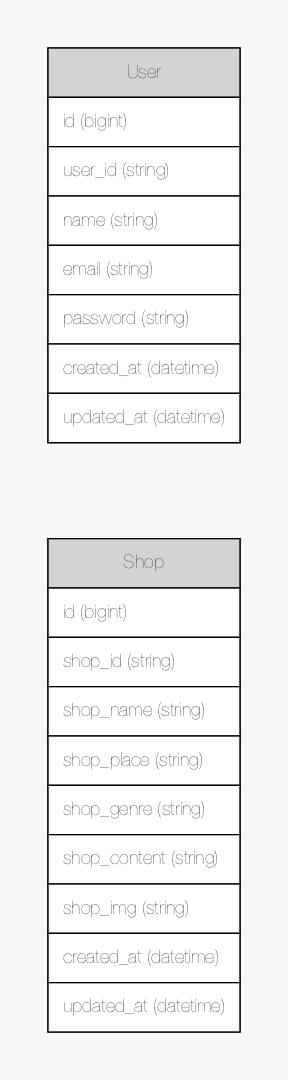 User
id (bigint)
user_id (string)
name (string)
email (string)
password (string)
created_at (datetime)
updated_at (datetime)
Shop
id (bigint)
shop_id (string)
shop_name (string)
shop_place (string)
shop_genre (string)
shop_content (string)
shop_img (string)
created_at (datetime)
updated_at (datetime)